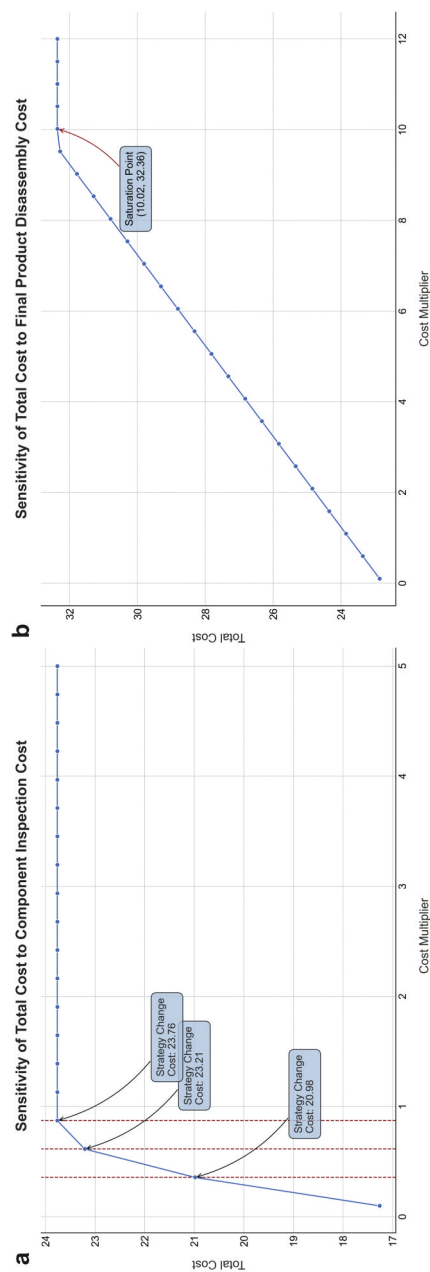 a
Sensitivity of Total Cost to Component Inspection Cost
Total Cost
24
23
22
21
20
19
18
17
Strategy Change
Cost: 23.76
Strategy Change
Cost: 23.21
Strategy Change
Cost: 20.98
0
1
2
3
4
5
Cost Multiplier
b
Sensitivity of Total Cost to Final Product Disassembly Cost
Total Cost
32
30
28
26
24
Saturation Point
(10.02, 32.36)
0
2
4
6
8
10
12
Cost Multiplier